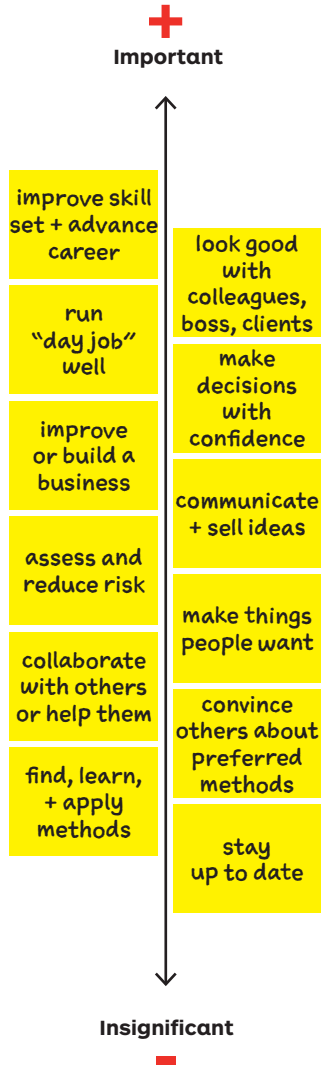 +
Important
improve skill
set + advance
career
look good
with
colleagues,
boss, clients
run
“day job”
well
make
decisions
with
confidence
improve
or build a
business
communicate
+ sell ideas
assess and
reduce risk
make things
people want
collaborate
with others
or help them
convince
others about
preferred
methods
find, learn,
+ apply
methods
stay
up to date
Insignificant
-